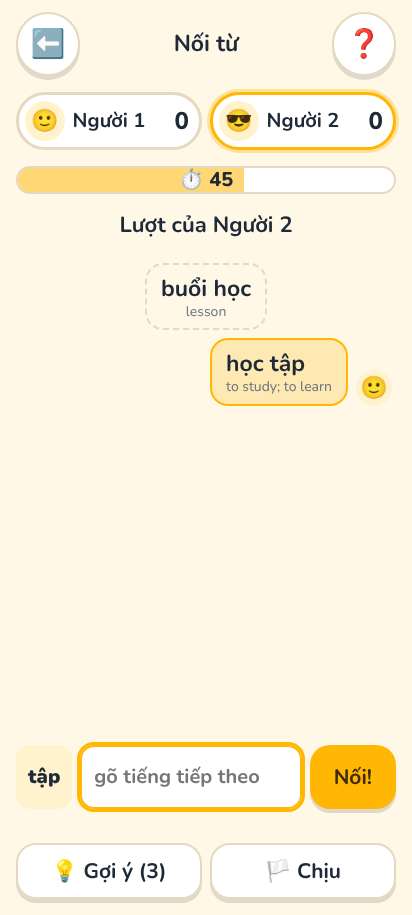 Nối từ
Người 1 0
Người 2 0
45
Lượt của Người 2
buổi học
lesson
học tập
to study; to learn
tập
gõ tiếng tiếp theo
Nối!
Gợi ý (3)
Chịu